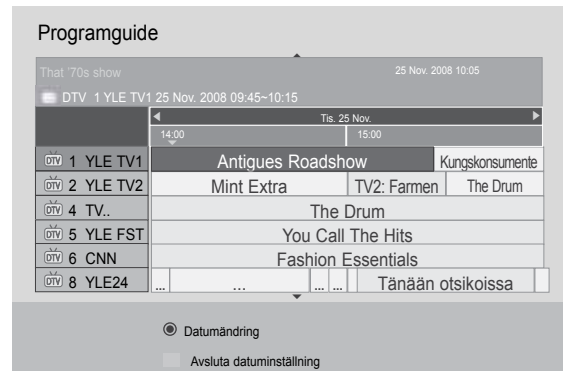 Programguide
That '70s show 25 Nov. 2008 10:05
DTV 1 YLE TV1 25 Nov. 2008 09:45~10:15
Tis. 25 Nov.
14:00 15:00
DTV 1 YLE TV1 Antigues Roadshow Kungskonsumente
DTV 2 YLE TV2 Mint Extra TV2: Farmen The Drum
DTV 4 TV.. The Drum
DTV 5 YLE FST You Call The Hits
DTV 6 CNN Fashion Essentials
DTV 8 YLE24 ... ... ... ... Tänään otsikoissa
Datumändring
Avsluta datuminställning